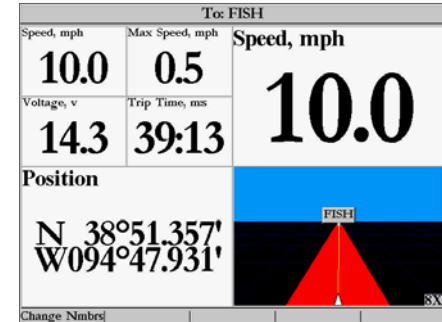 To: FISH
Speed, mph
10.0
Max Speed, mph
0.5
Speed, mph
10.0
Voltage, v
14.3
Trip Time, ms
39:13
Position
N 38°51.357'
W094°47.931'
FISH
8X
Change Nmbrs